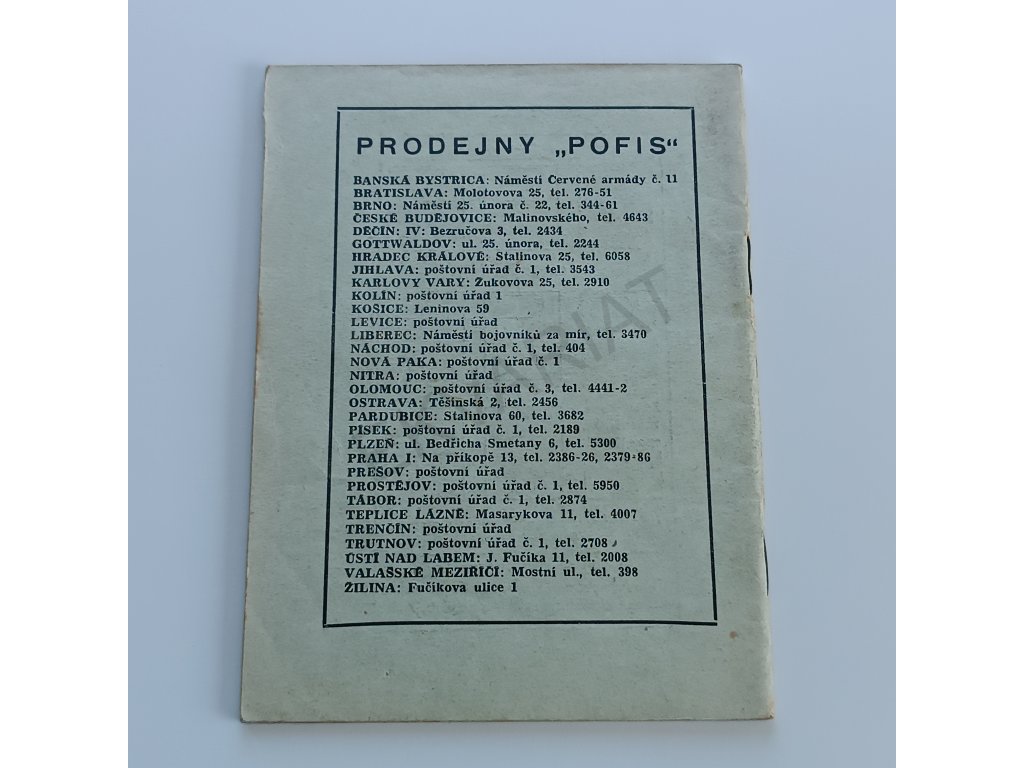 PRODEJNY „POFIS“
BANSKÁ BYSTRICA: Náměstí Červené armády č. 11
BRATISLAVA: Molotovova 25, tel. 276-51
BRNO: Náměstí 25. února č. 22, tel. 344-61
ČESKÉ BUDĚJOVICE: Malinovského, tel. 4643
DĚČÍN: IV: Bezručova 3, tel. 2434
GOTTWALDOV: ul. 25. února, tel. 2244
HRADEC KRÁLOVÉ: Stalinova 25, tel. 6058
JIHLAVA: poštovní úřad č. 1, tel. 3543
KARLOVY VARY: Žukovova 25, tel. 2910
KOLÍN: poštovní úřad 1
KOŠICE: Leninova 59
LEVICE: poštovní úřad
LIBEREC: Náměstí bojovníků za mír, tel. 3470
NÁCHOD: poštovní úřad č. 1, tel. 404
NOVÁ PAKA: poštovní úřad č. 1
NITRA: poštovní úřad
OLOMOUC: poštovní úřad č. 3, tel. 4441-2
OSTRAVA: Těšínská 2, tel. 2456
PARDUBICE: Stalinova 60, tel. 3682
PÍSEK: poštovní úřad č. 1, tel. 2189
PLZEŇ: ul. Bedřicha Smetany 6, tel. 5300
PRAHA I: Na příkopě 13, tel. 2386-26, 2379-86
PREŠOV: poštovní úřad
PROSTĚJOV: poštovní úřad č. 1, tel. 5950
TÁBOR: poštovní úřad č. 1, tel. 2874
TEPLICE LÁZNĚ: Masarykova 11, tel. 4007
TRENČÍN: poštovní úřad
TRUTNOV: poštovní úřad č. 1, tel. 2708
ÚSTÍ NAD LABEM: J. Fučíka 11, tel. 2008
VALAŠSKÉ MEZIŘÍČÍ: Mostní ul., tel. 398
ŽILINA: Fučíkova ulice 1